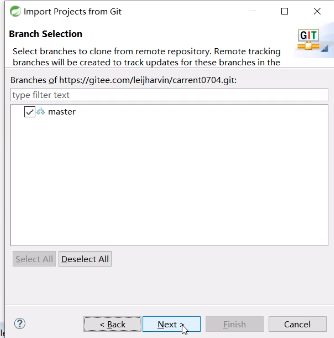 Import Projects from Git
Branch Selection
GIT
Select branches to clone from remote repository. Remote tracking
branches will be created to track updates for these branches in the
Branches of https://gitee.com/leijharvin/carrent0704.git:
type filter text
master
Select All Deselect All
< Back Next > Finish Cancel